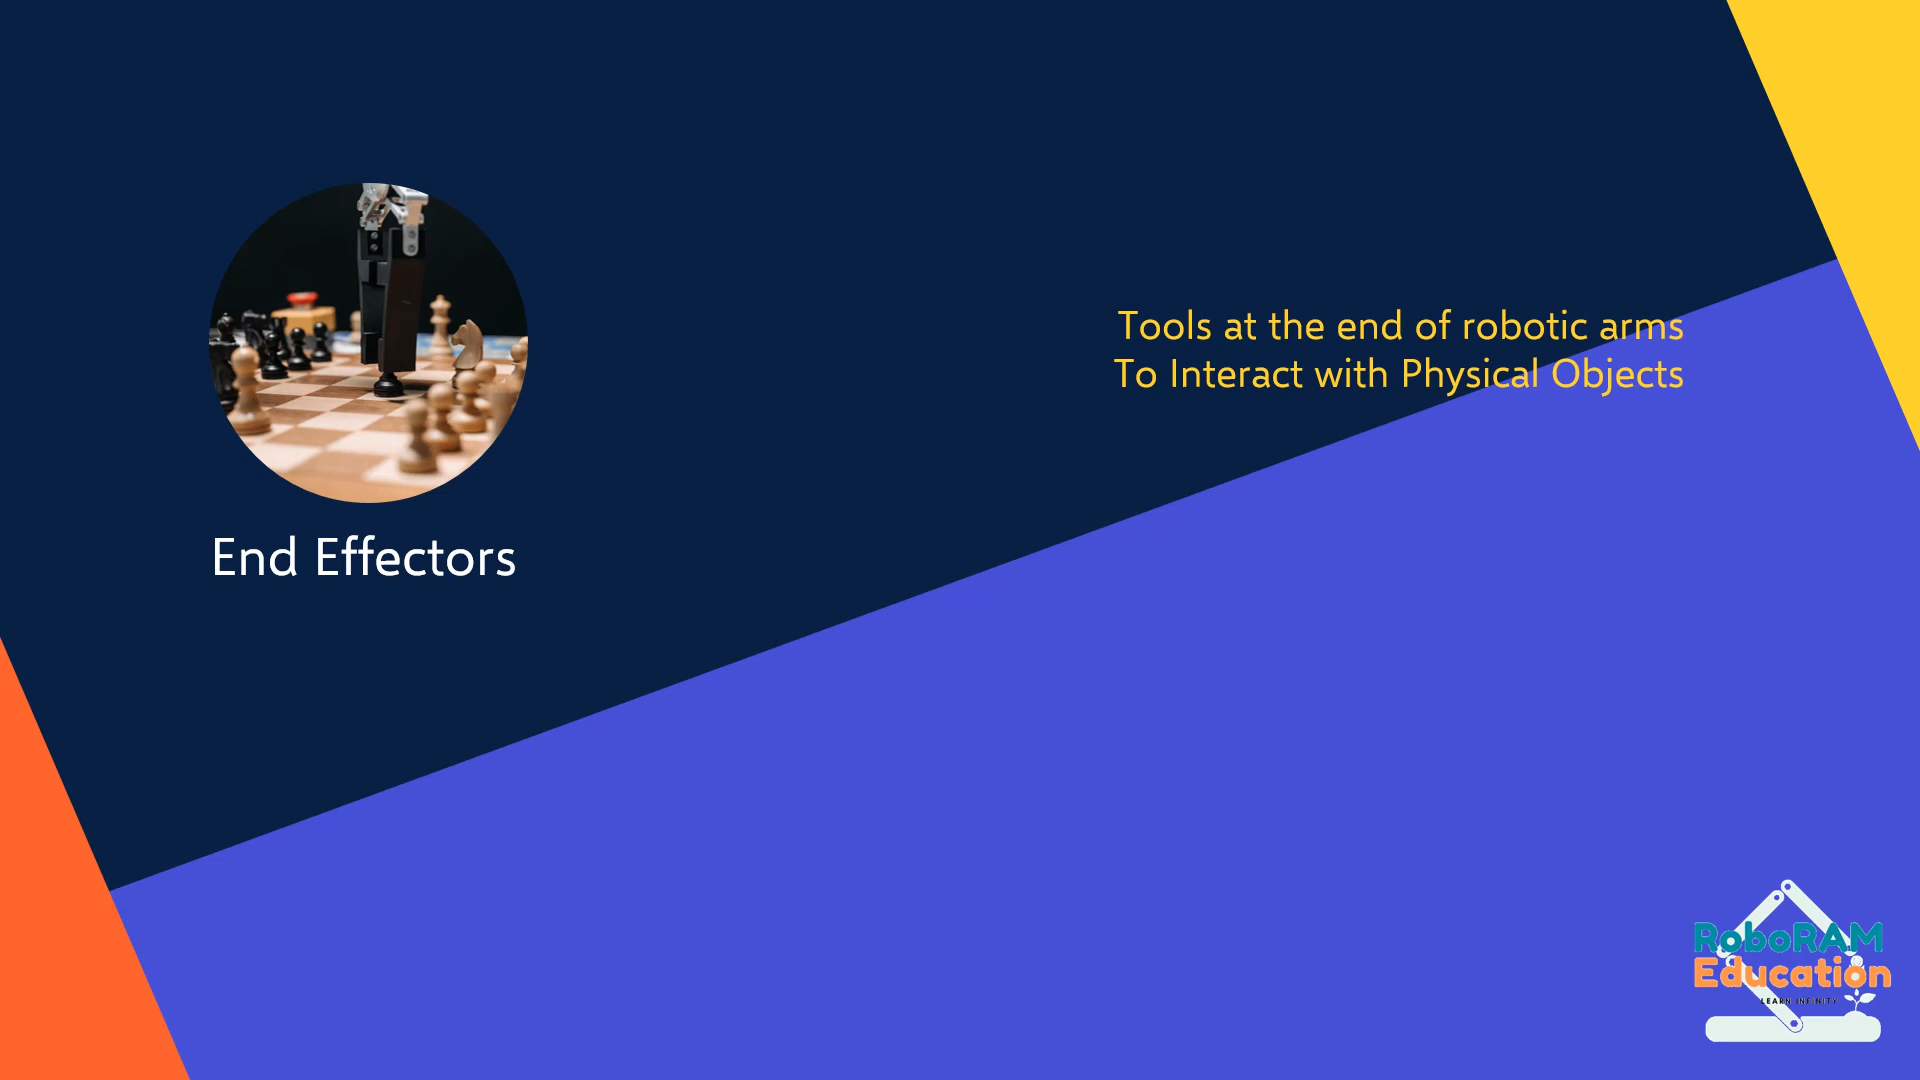 End Effectors
Tools at the end of robotic arms
To Interact with Physical Objects
RoboRAM
Education
LEARN INFINITY